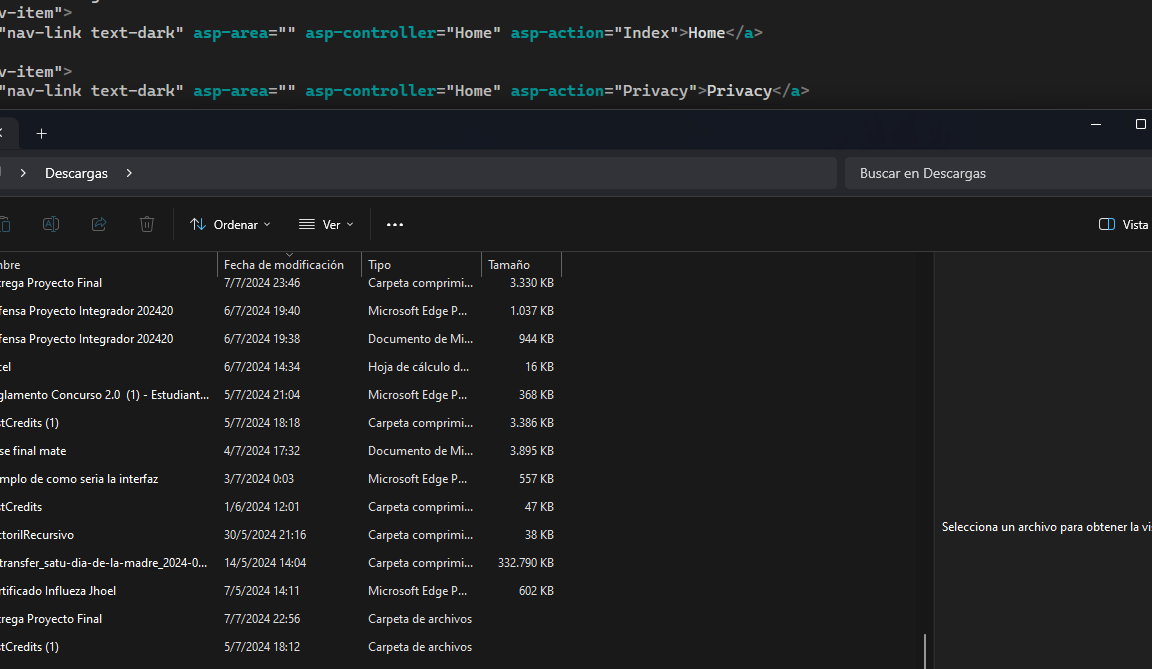 v-item">
"nav-link text-dark" asp-area="" asp-controller="Home" asp-action="Index">Home</a>
v-item">
"nav-link text-dark" asp-area="" asp-controller="Home" asp-action="Privacy">Privacy</a>
Descargas
Buscar en Descargas
Ordenar
Ver
Vista
bre Fecha de modificación Tipo Tamaño
rega Proyecto Final 7/7/2024 23:46 Carpeta comprimi... 3.330 KB
fensa Proyecto Integrador 202420 6/7/2024 19:40 Microsoft Edge P... 1.037 KB
fensa Proyecto Integrador 202420 6/7/2024 19:38 Documento de Mi... 944 KB
cel 6/7/2024 14:34 Hoja de cálculo d... 16 KB
glamento Concurso 2.0 (1) - Estudiant... 5/7/2024 21:04 Microsoft Edge P... 368 KB
tCredits (1) 5/7/2024 18:18 Carpeta comprimi... 3.386 KB
se final mate 4/7/2024 17:32 Documento de Mi... 3.895 KB
mplo de como seria la interfaz 3/7/2024 0:03 Microsoft Edge P... 557 KB
tCredits 1/6/2024 12:01 Carpeta comprimi... 47 KB
ctorilRecursivo 30/5/2024 21:16 Carpeta comprimi... 38 KB
transfer_satu-dia-de-la-madre_2024-0... 14/5/2024 14:04 Carpeta comprimi... 332.790 KB
rtificado Influeza Jhoel 7/5/2024 14:11 Microsoft Edge P... 602 KB
rega Proyecto Final 7/7/2024 22:56 Carpeta de archivos
tCredits (1) 5/7/2024 18:12 Carpeta de archivos
Selecciona un archivo para obtener la vis